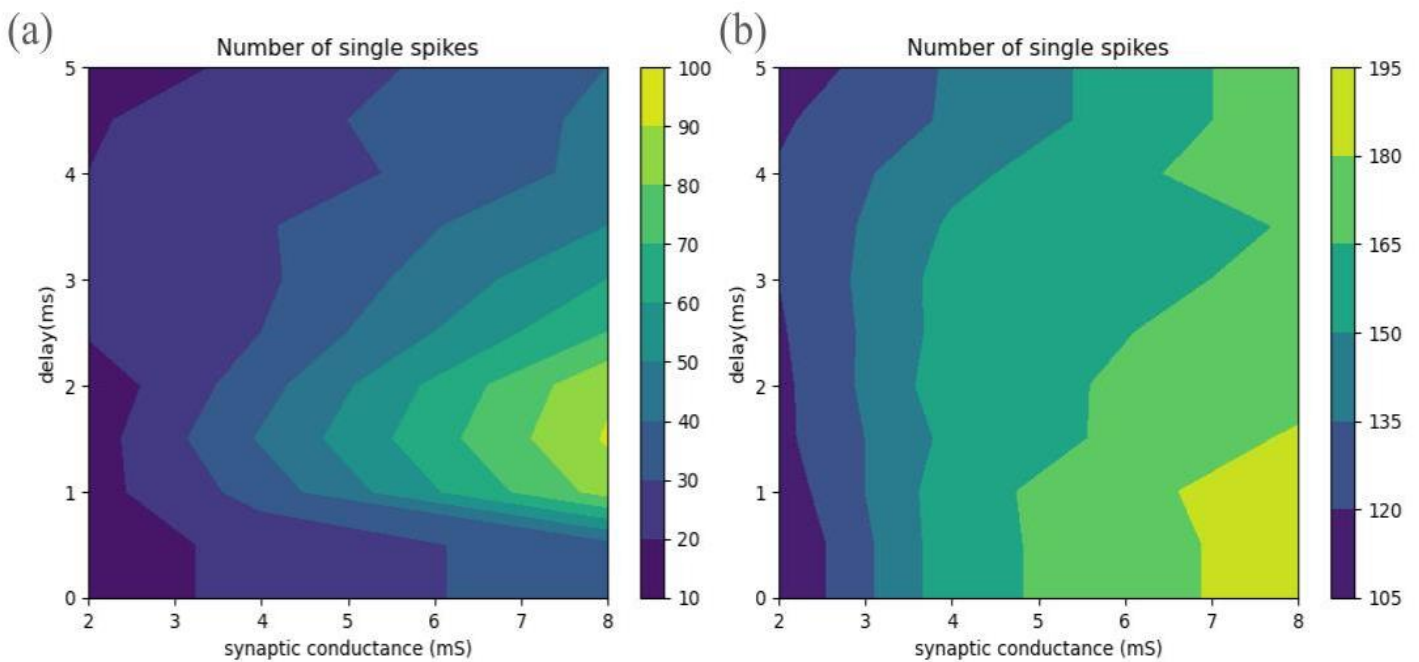 (a)
Number of single spikes
5
4
3
2
1
0
delay(ms)
2 3 4 5 6 7 8
synaptic conductance (mS)
100
90
80
70
60
50
40
30
20
10
(b)
Number of single spikes
5
4
3
2
1
0
delay(ms)
2 3 4 5 6 7 8
synaptic conductance (mS)
195
180
165
150
135
120
105